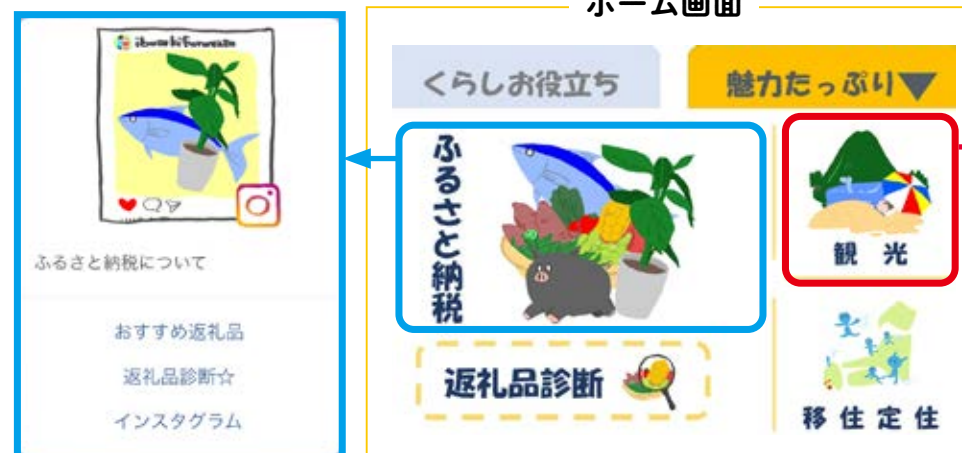 ホーム画面
くらしお役立ち
魅力たっぷり▼
ふるさと納税
観光
返礼品診断
移住定住
ふるさと納税について
おすすめ返礼品
返礼品診断☆
インスタグラム